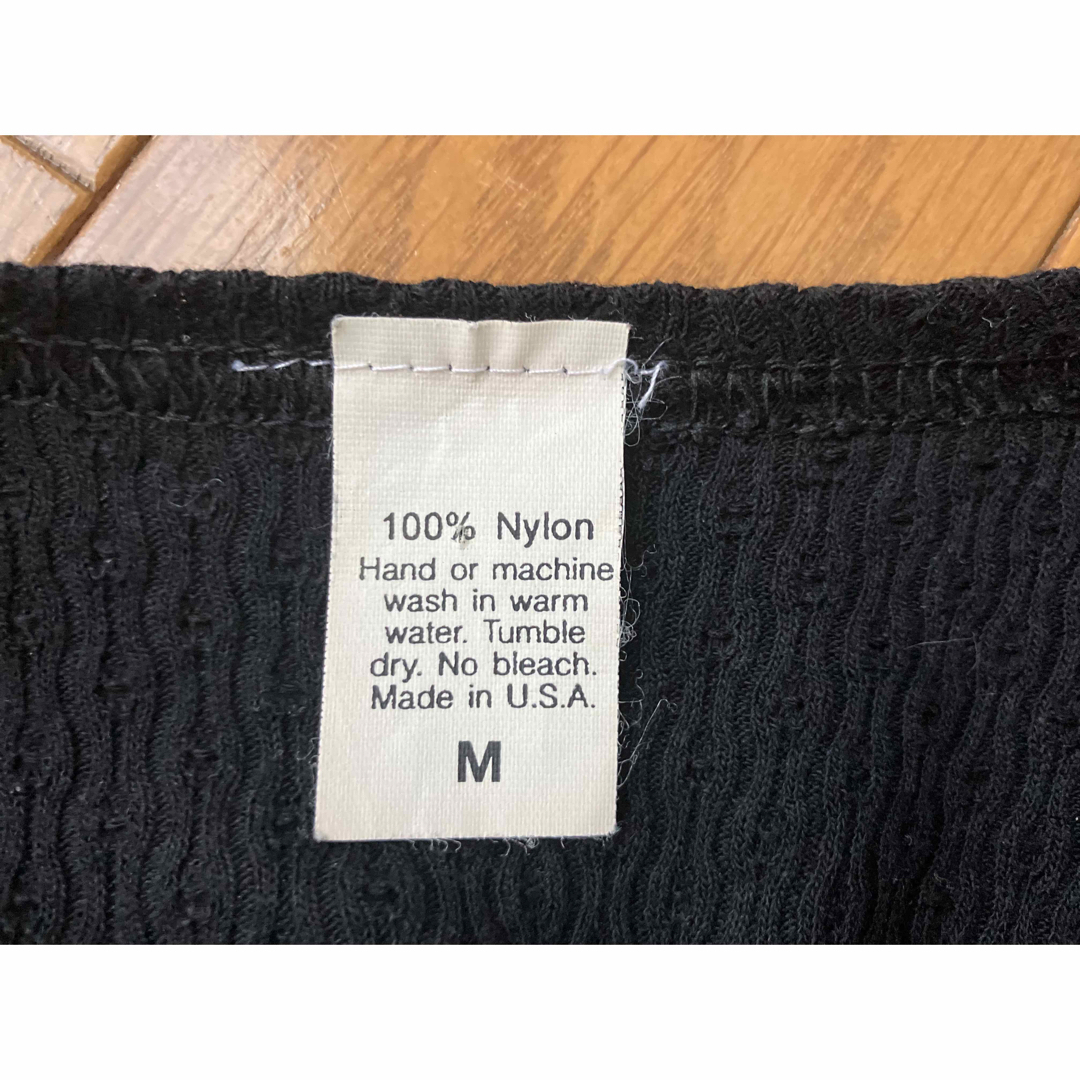 100% Nylon
Hand or machine
wash in warm
water. Tumble
dry. No bleach.
Made in U.S.A.
M